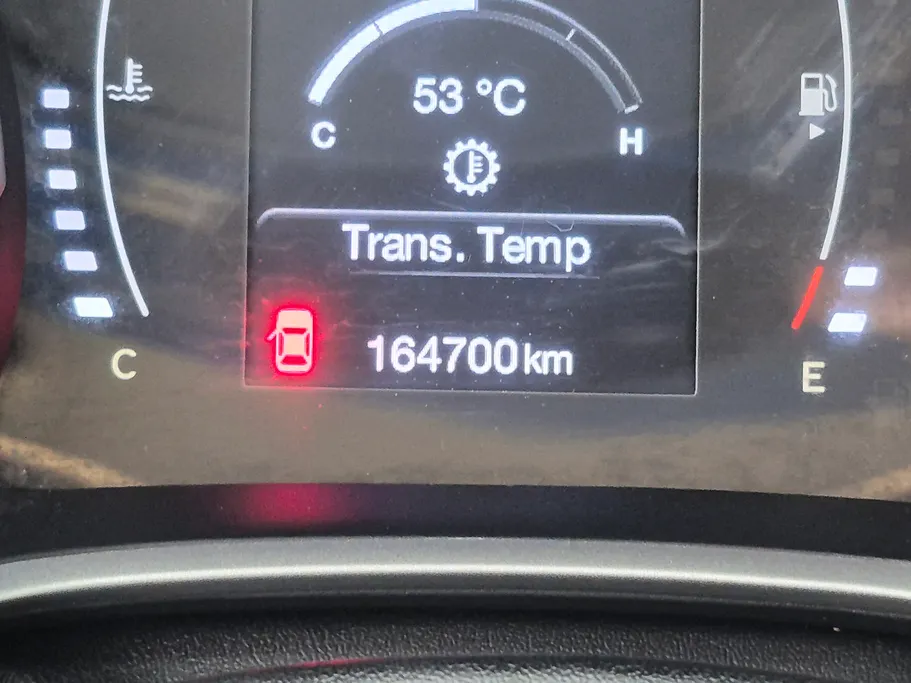 53 °C
C H
Trans. Temp
164700km
C E